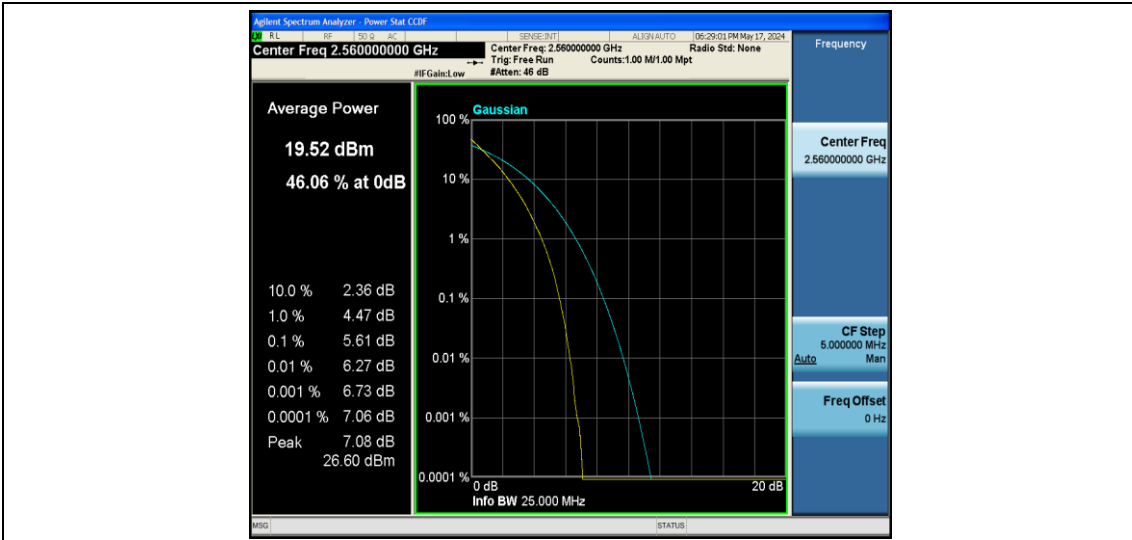 Agilent Spectrum Analyzer - Power Stat CCDF
RL RF 50 Ω AC SENSE:INT ALIGN AUTO 06:29:01 PM May 17, 2024
Center Freq 2.560000000 GHz
Center Freq: 2.560000000 GHz Radio Std: None
Trig: Free Run Counts:1.00 M/1.00 Mpt
#IFGain:Low #Atten: 46 dB
Frequency
Average Power
19.52 dBm
46.06 % at 0dB
10.0 % 2.36 dB
1.0 % 4.47 dB
0.1 % 5.61 dB
0.01 % 6.27 dB
0.001 % 6.73 dB
0.0001 % 7.06 dB
Peak 7.08 dB
26.60 dBm
Gaussian
100 %
10 %
1 %
0.1 %
0.01 %
0.001 %
0.0001 %
0 dB 20 dB
Info BW 25.000 MHz
Center Freq
2.560000000 GHz
CF Step
5.000000 MHz
Auto Man
Freq Offset
0 Hz
MSG STATUS